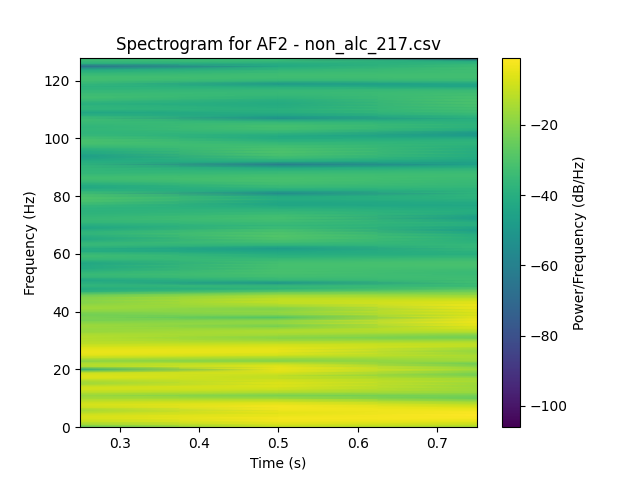 Spectrogram for AF2 - non_alc_217.csv
120
100
80
60
40
20
0
Frequency (Hz)
0.3 0.4 0.5 0.6 0.7
Time (s)
−20
−40
−60
−80
−100
Power/Frequency (dB/Hz)